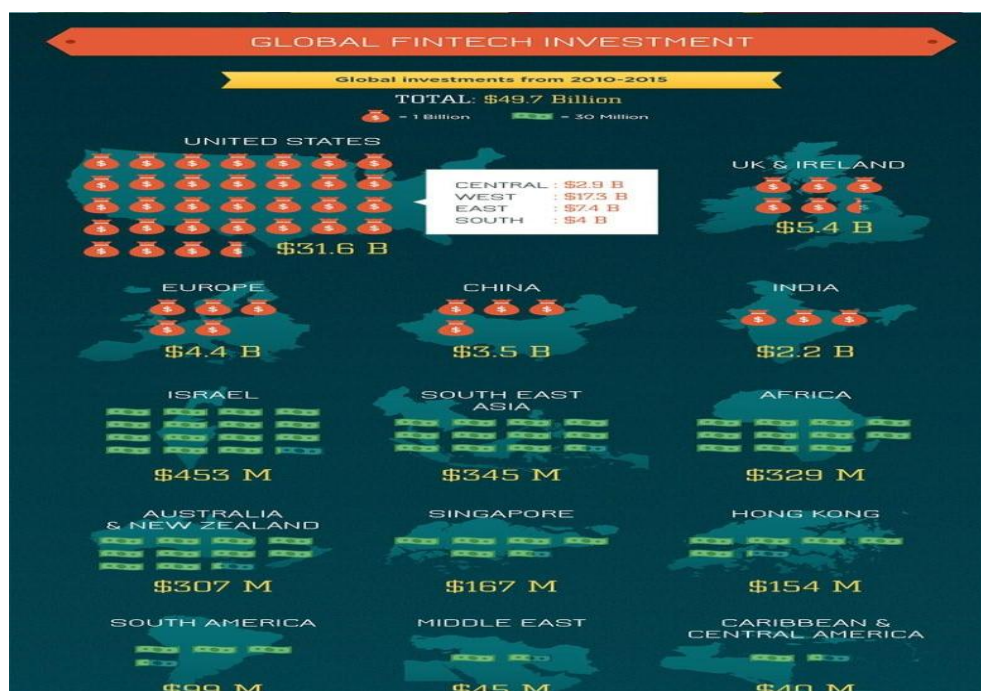 GLOBAL FINTECH INVESTMENT
Global investments from 2010-2015
TOTAL: $49.7 Billion
= 1 Billion = 30 Million
UNITED STATES
$31.6 B
CENTRAL : $2.9 B
WEST : $17.3 B
EAST : $7.4 B
SOUTH : $4 B
UK & IRELAND
$5.4 B
EUROPE
$4.4 B
CHINA
$3.5 B
INDIA
$2.2 B
ISRAEL
$453 M
SOUTH EAST
ASIA
$345 M
AFRICA
$329 M
AUSTRALIA
& NEW ZEALAND
$307 M
SINGAPORE
$167 M
HONG KONG
$154 M
SOUTH AMERICA
$99 M
MIDDLE EAST
$45 M
CARIBBEAN &
CENTRAL AMERICA
$40 M